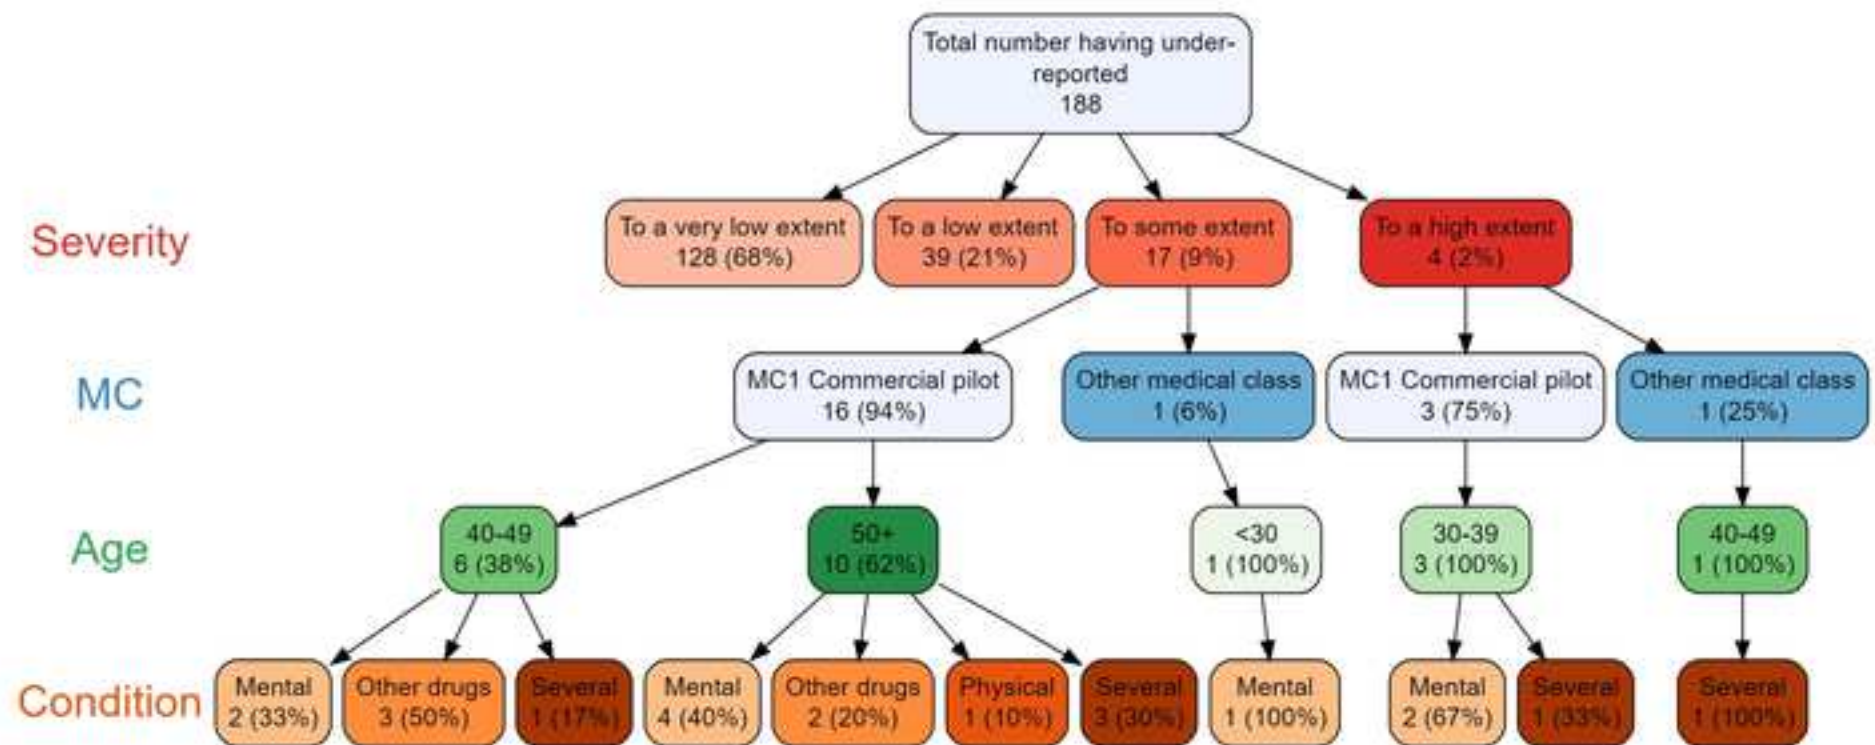 Total number having under-
reported
188
Severity
To a very low extent
128 (68%)
To a low extent
39 (21%)
To some extent
17 (9%)
To a high extent
4 (2%)
MC
MC1 Commercial pilot
16 (94%)
Other medical class
1 (6%)
MC1 Commercial pilot
3 (75%)
Other medical class
1 (25%)
Age
40-49
6 (38%)
50+
10 (62%)
<30
1 (100%)
30-39
3 (100%)
40-49
1 (100%)
Condition
Mental
2 (33%)
Other drugs
3 (50%)
Several
1 (17%)
Mental
4 (40%)
Other drugs
2 (20%)
Physical
1 (10%)
Several
3 (30%)
Mental
1 (100%)
Mental
2 (67%)
Several
1 (33%)
Several
1 (100%)